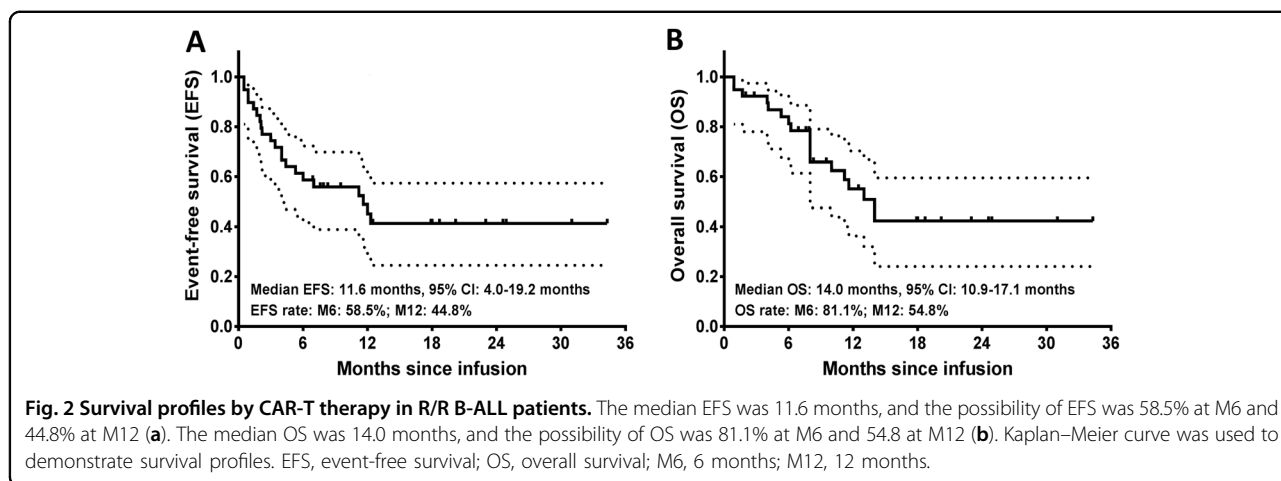 A
Event-free survival (EFS)
1.0
0.8
0.6
0.4
0.2
0.0
Median EFS: 11.6 months, 95% CI: 4.0-19.2 months
EFS rate: M6: 58.5%; M12: 44.8%
0 6 12 18 24 30 36
Months since infusion
B
Overall survival (OS)
1.0
0.8
0.6
0.4
0.2
0.0
Median OS: 14.0 months, 95% CI: 10.9-17.1 months
OS rate: M6: 81.1%; M12: 54.8%
0 6 12 18 24 30 36
Months since infusion
Fig. 2 Survival profiles by CAR-T therapy in R/R B-ALL patients. The median EFS was 11.6 months, and the possibility of EFS was 58.5% at M6 and
44.8% at M12 (a). The median OS was 14.0 months, and the possibility of OS was 81.1% at M6 and 54.8 at M12 (b). Kaplan–Meier curve was used to
demonstrate survival profiles. EFS, event-free survival; OS, overall survival; M6, 6 months; M12, 12 months.